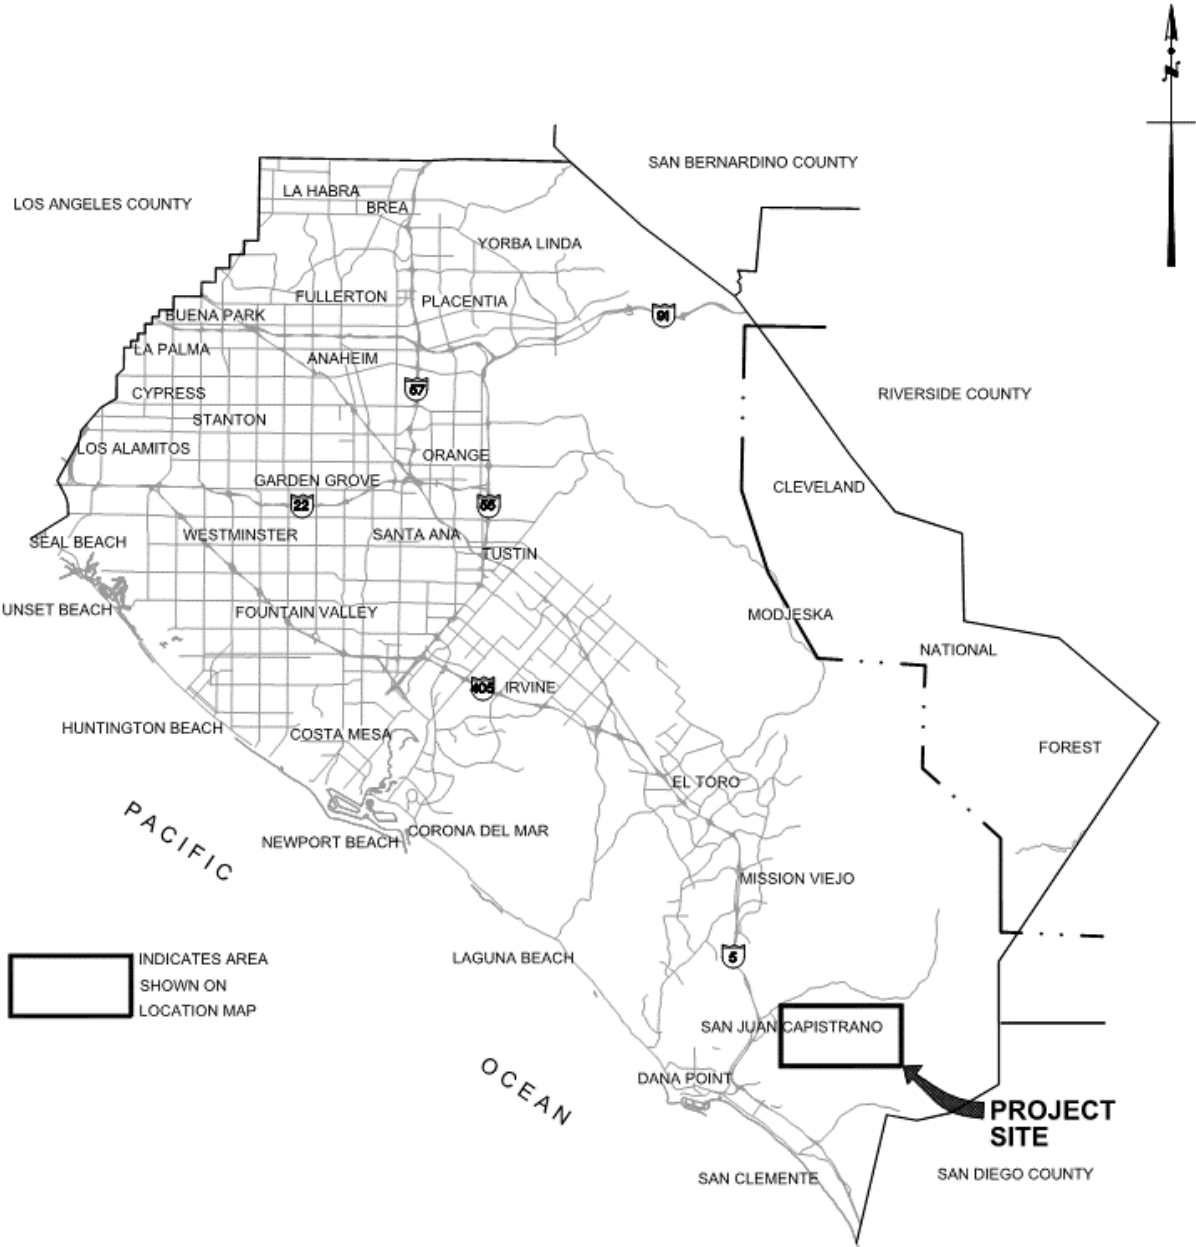 N
SAN BERNARDINO COUNTY
LOS ANGELES COUNTY
LA HABRA
BREA
YORBA LINDA
FULLERTON
PLACENTIA
BUENA PARK
91
LA PALMA
ANAHEIM
57
CYPRESS
RIVERSIDE COUNTY
STANTON
LOS ALAMITOS
ORANGE
GARDEN GROVE
CLEVELAND
22
55
WESTMINSTER
SANTA ANA
SEAL BEACH
TUSTIN
UNSET BEACH
FOUNTAIN VALLEY
MODJESKA
NATIONAL
405
IRVINE
HUNTINGTON BEACH
COSTA MESA
FOREST
EL TORO
PACIFIC
CORONA DEL MAR
NEWPORT BEACH
MISSION VIEJO
LAGUNA BEACH
5
INDICATES AREA
SHOWN ON
LOCATION MAP
SAN JUAN CAPISTRANO
OCEAN
DANA POINT
PROJECT
SITE
SAN CLEMENTE
SAN DIEGO COUNTY